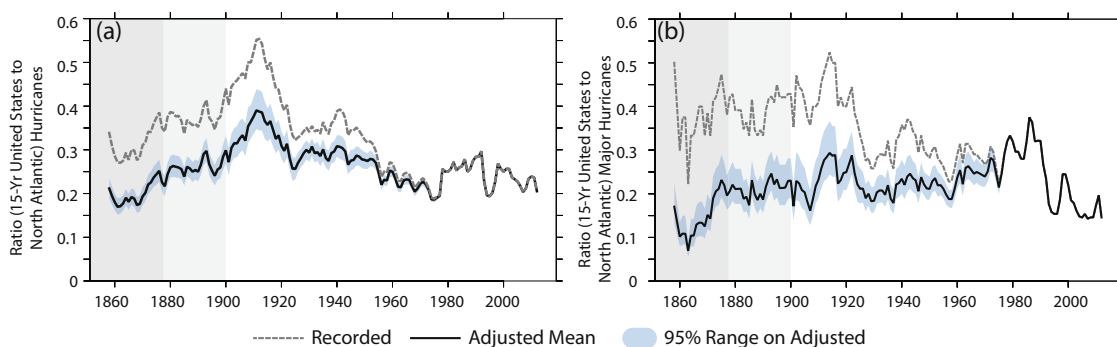 (a)
Ratio (15-Yr United States to
North Atlantic) Hurricanes
0.6
0.5
0.4
0.3
0.2
0.1
0
1860 1880 1900 1920 1940 1960 1980 2000
(b)
Ratio (15-Yr United States to
North Atlantic) Major Hurricanes
0.6
0.5
0.4
0.3
0.2
0.1
0
1860 1880 1900 1920 1940 1960 1980 2000
Recorded Adjusted Mean 95% Range on Adjusted